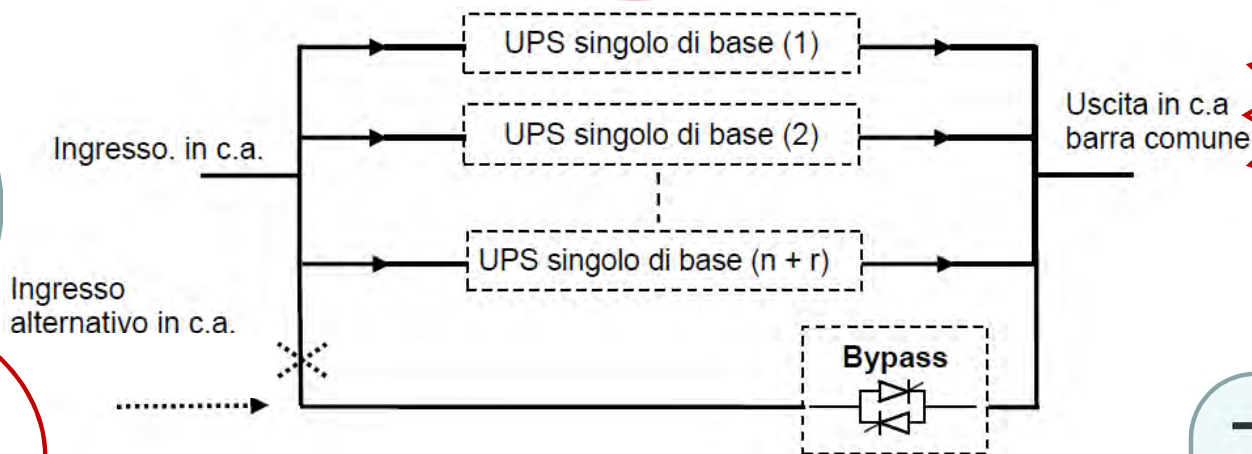 UPS singolo di base (1)
Uscita in c.a
barra comune
UPS singolo di base (2)
Ingresso. in c.a.
UPS singolo di base (n + r)
Ingresso
alternativo in c.a.
Bypass